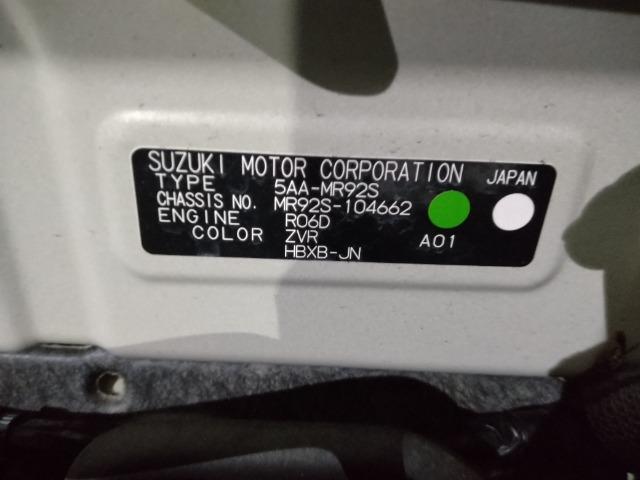 SUZUKI MOTOR CORPORATION JAPAN
TYPE 5AA-MR92S
CHASSIS NO. MR92S-104662
ENGINE R06D
COLOR ZVR A01
HBXB-JN